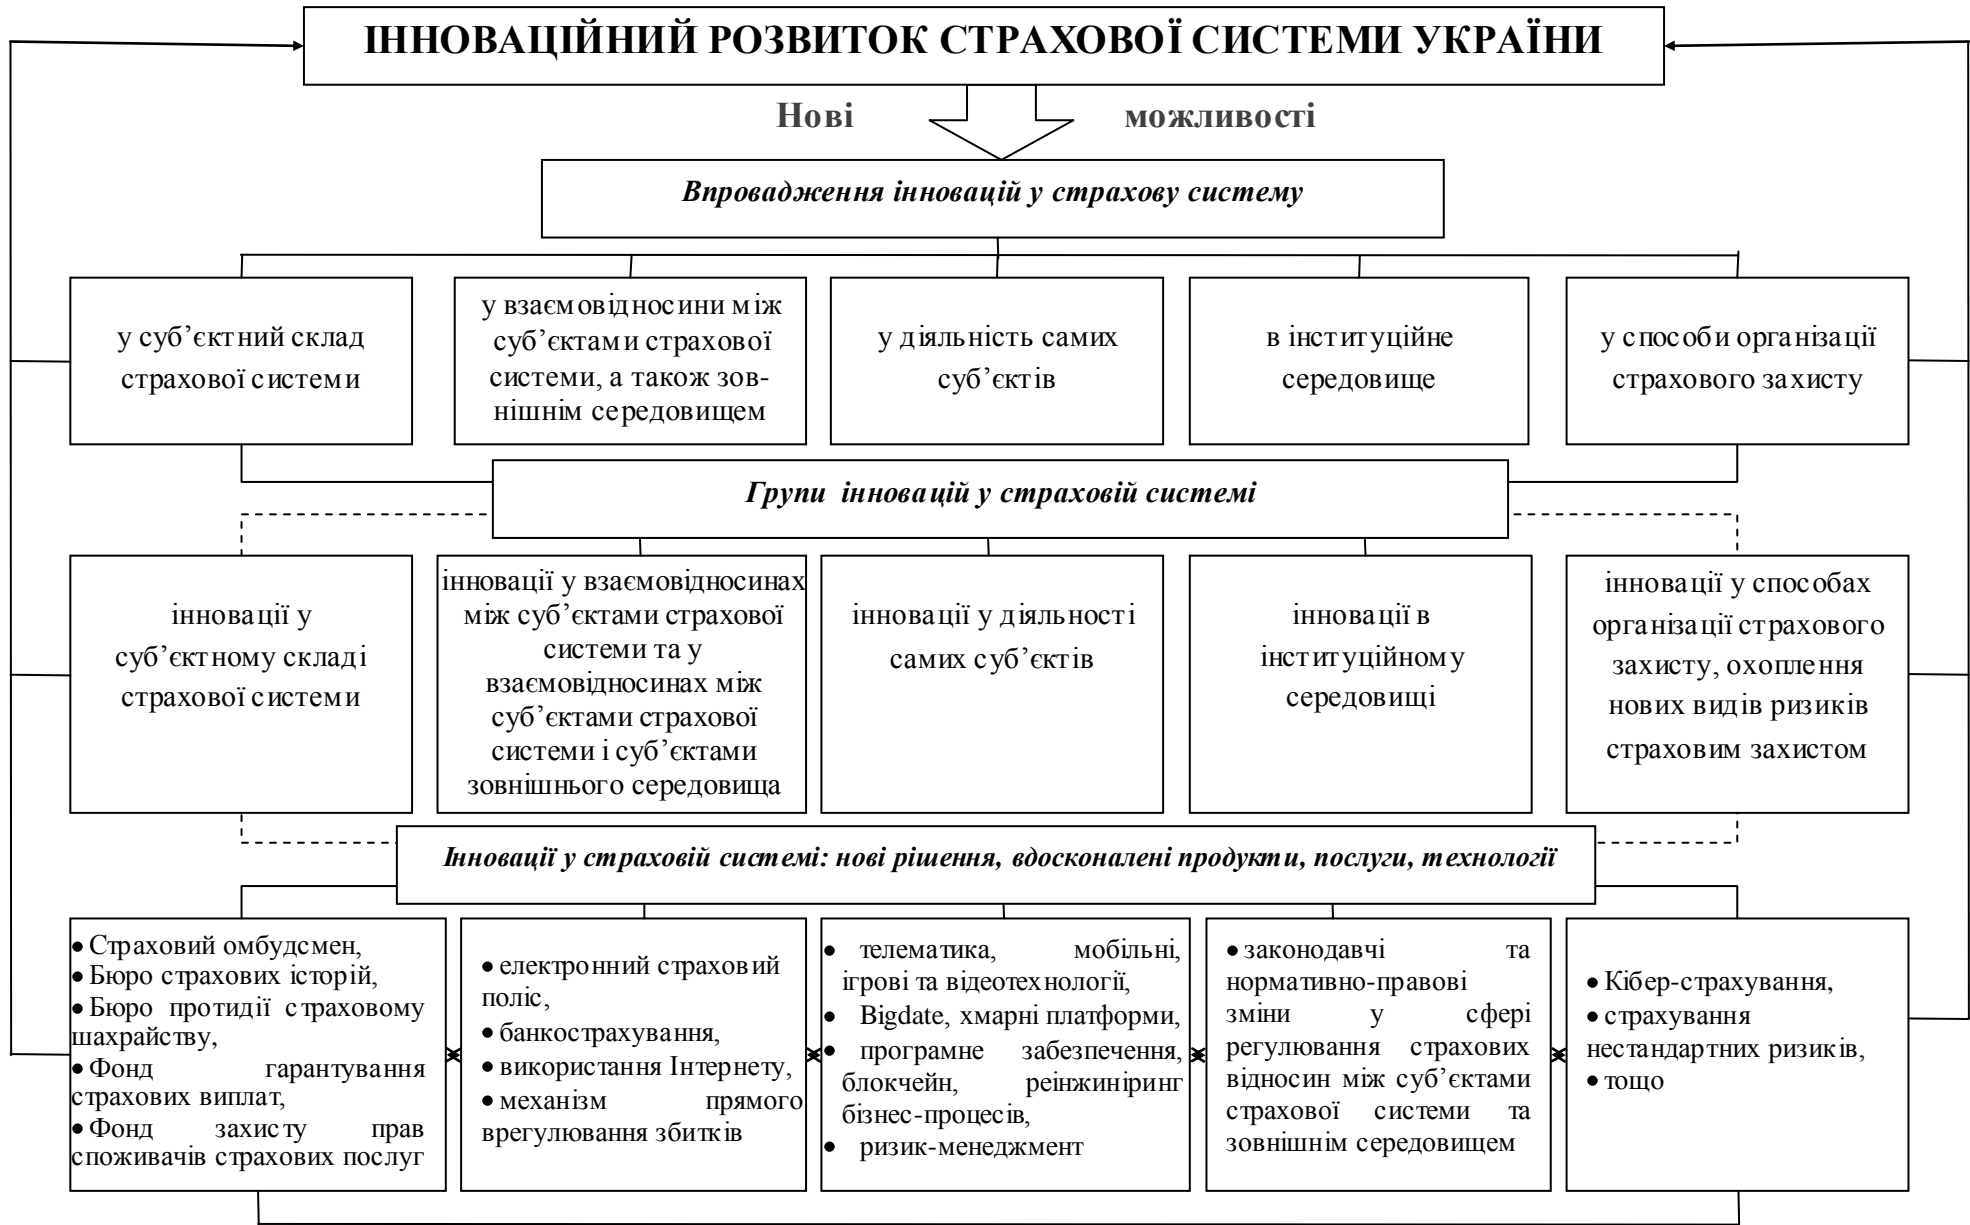 ІННОВАЦІЙНИЙ РОЗВИТОК СТРАХОВОЇ СИСТЕМИ УКРАЇНИ
Нові можливості
Впровадження інновацій у страхову систему
у суб’єктний склад
страхової системи
у взаємовідносини між
суб’єктами страхової
системи, а також зов-
нішнім середовищем
у діяльність самих
суб’єктів
в інституційне
середовище
у способи організації
страхового захисту
Групи інновацій у страховій системі
інновації у
суб’єктному складі
страхової системи
інновації у взаємовідносинах
між суб’єктами страхової
системи та у
взаємовідносинах між
суб’єктами страхової
системи і суб’єктами
зовнішнього середовища
інновації у діяльності
самих суб’єктів
інновації в
інституційному
середовищі
інновації у способах
організації страхового
захисту, охоплення
нових видів ризиків
страховим захистом
Інновації у страховій системі: нові рішення, вдосконалені продукти, послуги, технології
• Страховий омбудсмен,
• Бюро страхових історій,
• Бюро протидії страховому
шахрайству,
• Фонд гарантування
страхових виплат,
• Фонд захисту прав
споживачів страхових послуг
• електронний страховий
поліс,
• банкострахування,
• використання Інтернету,
• механізм прямого
врегулювання збитків
• телематика, мобільні,
ігрові та відеотехнології,
• Bigdate, хмарні платформи,
• програмне забезпечення,
блокчейн, реінжиніринг
бізнес-процесів,
• ризик-менеджмент
• законодавчі та
нормативно-правові
зміни у сфері
регулювання страхових
відносин між суб’єктами
страхової системи та
зовнішнім середовищем
• Кібер-страхування,
• страхування
нестандартних ризиків,
• тощо